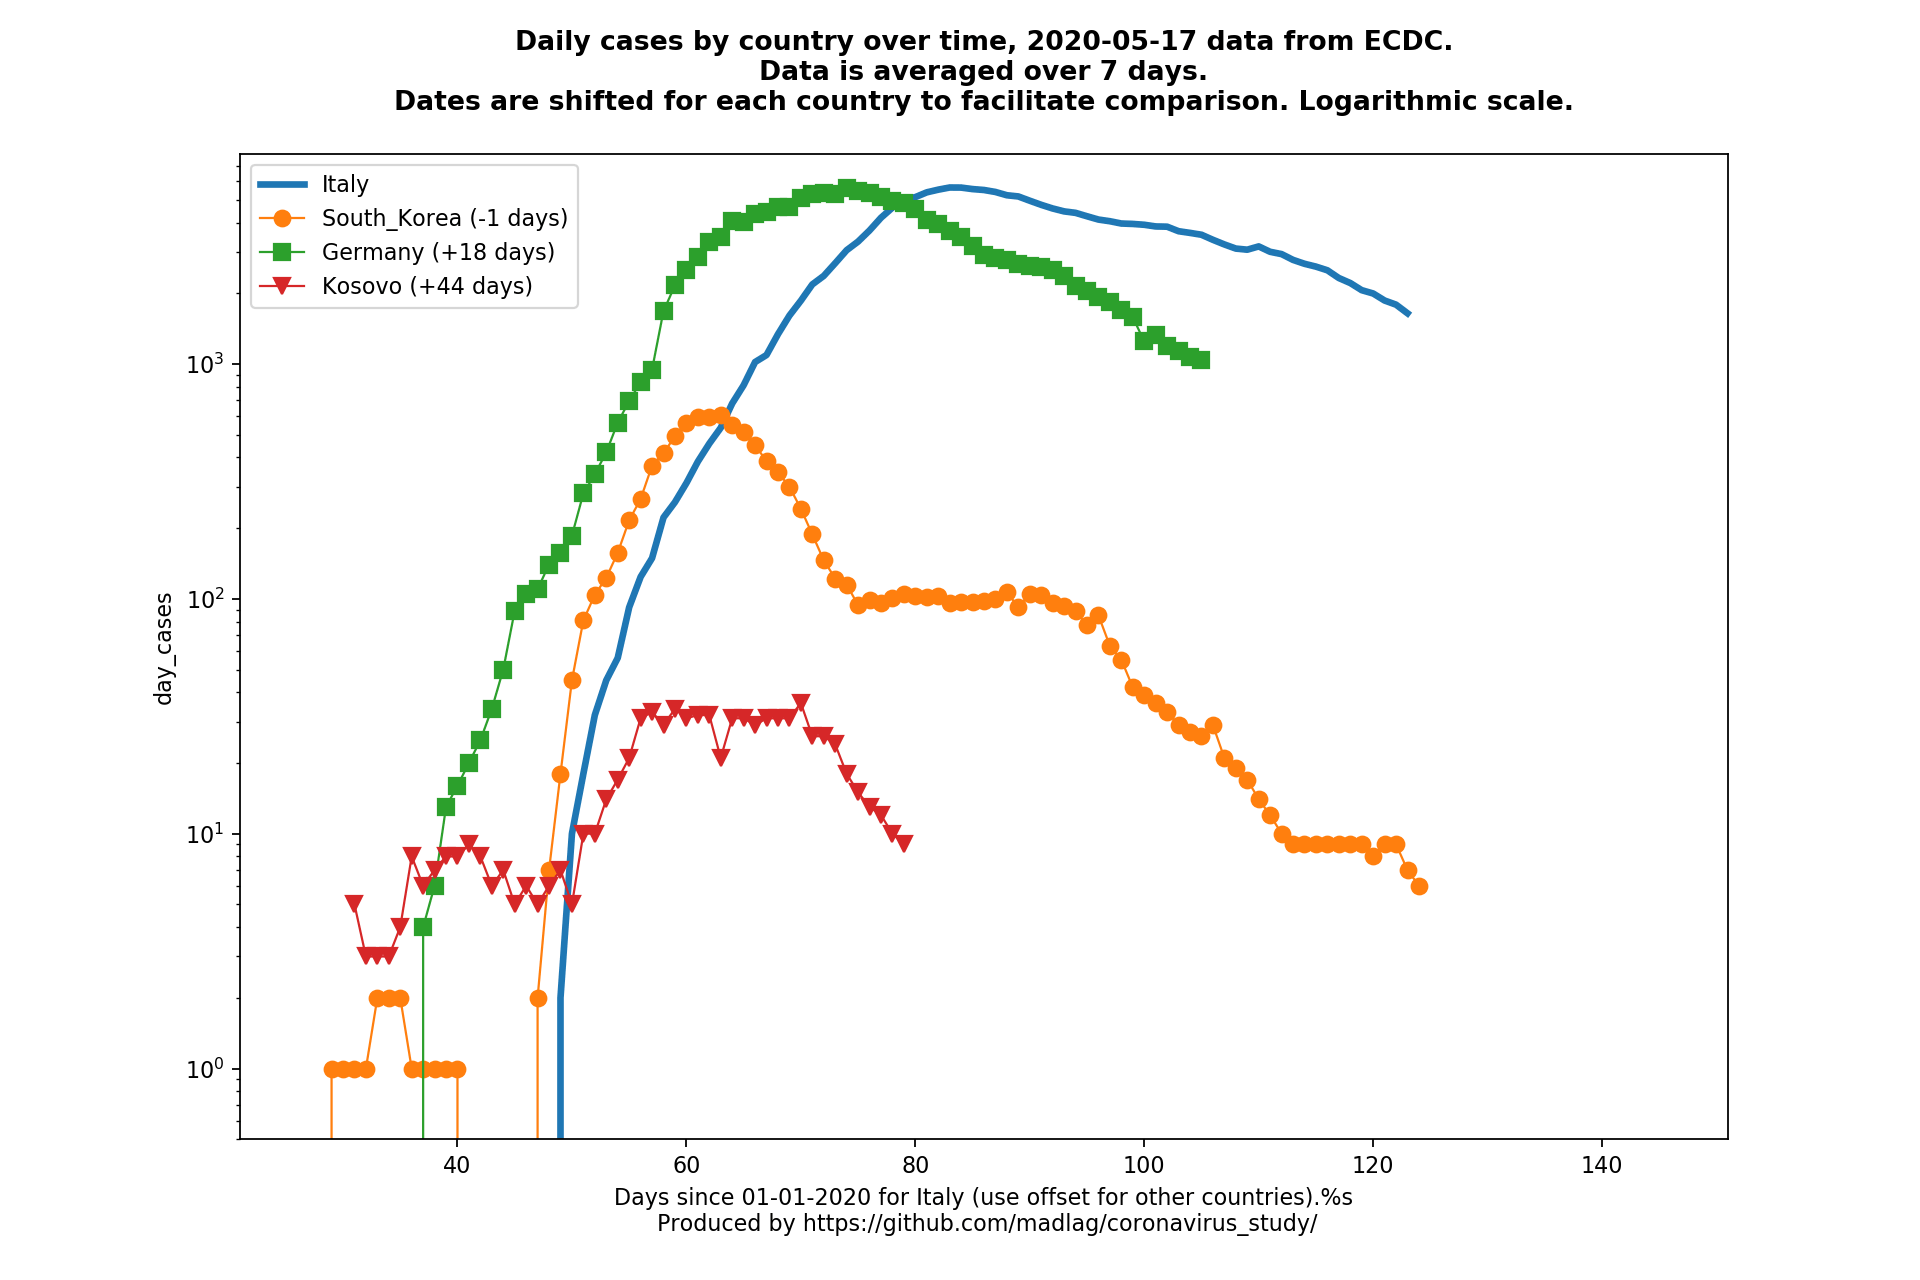 Daily cases by country over time, 2020-05-17 data from ECDC.
Data is averaged over 7 days.
Dates are shifted for each country to facilitate comparison. Logarithmic scale.
Italy
South_Korea (-1 days)
Germany (+18 days)
Kosovo (+44 days)
day_cases
10³
10²
10¹
10⁰
40 60 80 100 120 140
Days since 01-01-2020 for Italy (use offset for other countries).%s
Produced by https://github.com/madlag/coronavirus_study/